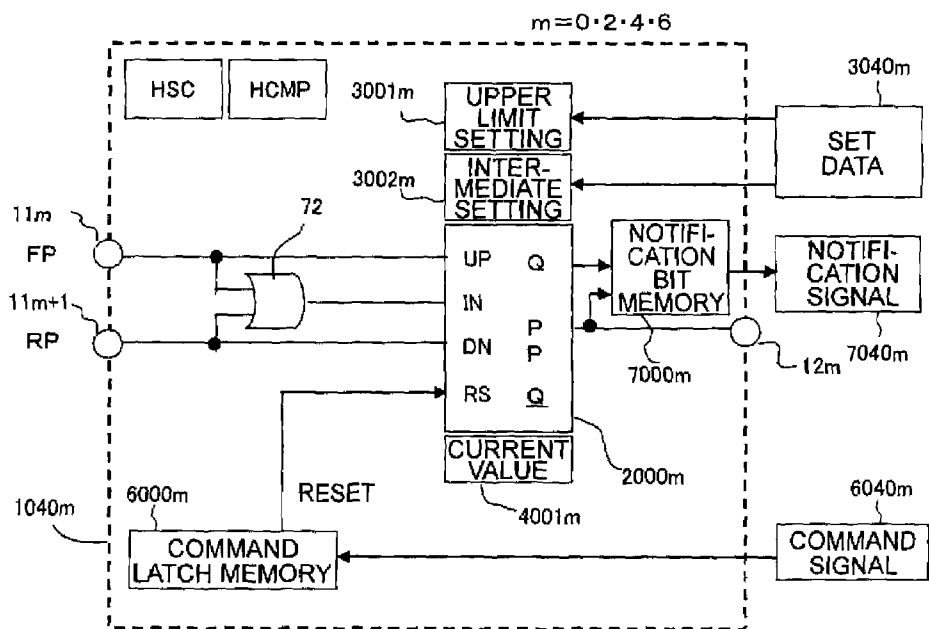 m=0・2・4・6
HSC
HCMP
3001m
UPPER
LIMIT
SETTING
3040m
SET
DATA
3002m
INTER-
MEDIATE
SETTING
11m
FP
72
11m+1
RP
UP
IN
DN
RS
Q
P
P
Q
NOTIFI-
CATION
BIT
MEMORY
7000m
NOTIFI-
CATION
SIGNAL
7040m
12m
CURRENT
VALUE
2000m
4001m
RESET
6000m
1040m
COMMAND
LATCH MEMORY
6040m
COMMAND
SIGNAL